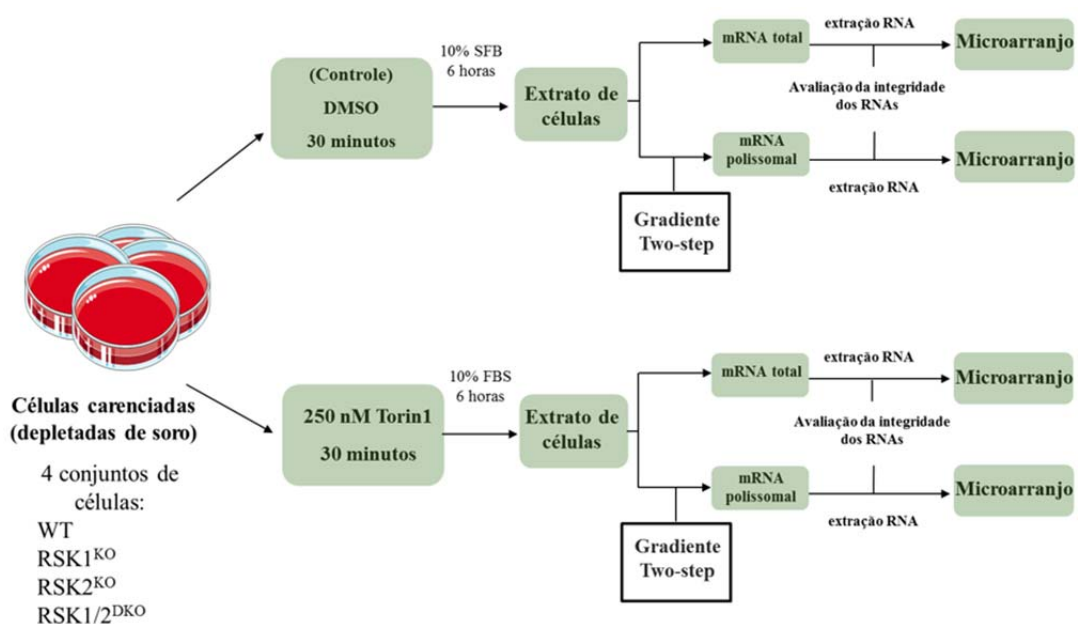 Células carenciadas
(depletadas de soro)
4 conjuntos de
células:
WT
RSK1KO
RSK2KO
RSK1/2DKO
(Controle)
DMSO
30 minutos
10% SFB
6 horas
Extrato de
células
mRNA total
extração RNA
Microarranjo
Avaliação da integridade
dos RNAs
mRNA
polissomal
extração RNA
Microarranjo
Gradiente
Two-step
250 nM Torin1
30 minutos
10% FBS
6 horas
Extrato de
células
mRNA total
extração RNA
Microarranjo
Avaliação da integridade
dos RNAs
mRNA
polissomal
extração RNA
Microarranjo
Gradiente
Two-step